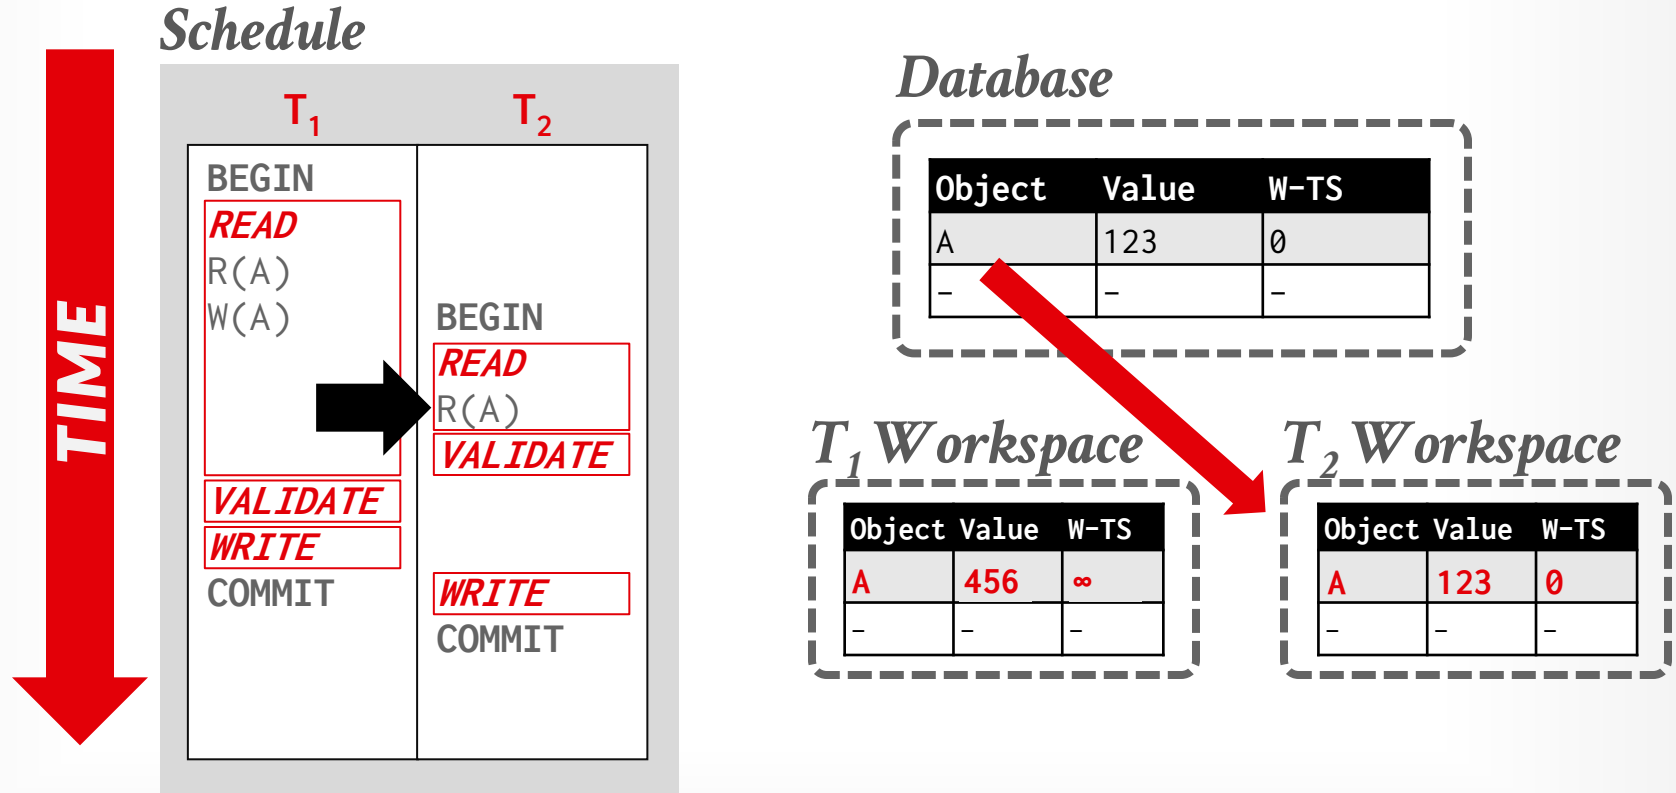 Schedule
TIME
T1
T2
BEGIN
READ
R(A)
W(A)
VALIDATE
WRITE
COMMIT
BEGIN
READ
R(A)
VALIDATE
WRITE
COMMIT
Database
Object Value W-TS
A 123 0
- - -
T1 Workspace
Object Value W-TS
A 456 ∞
- - -
T2 Workspace
Object Value W-TS
A 123 0
- - -